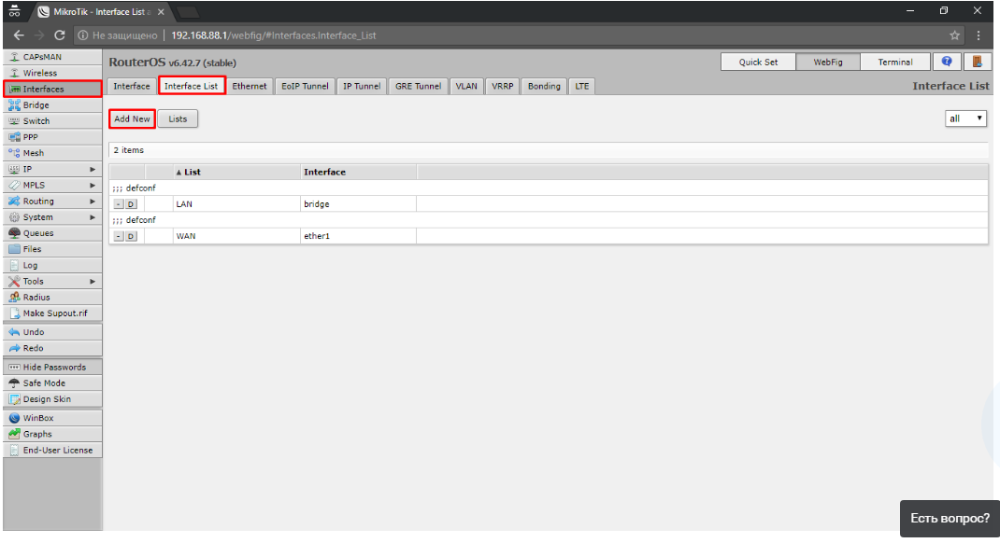 MikroTik - Interface List a
Не защищено | 192.168.88.1/webfig/#Interfaces.Interface_List
CAPsMAN
Wireless
Interfaces
Bridge
Switch
PPP
Mesh
IP
MPLS
Routing
System
Queues
Files
Log
Tools
Radius
Make Supout.rif
Undo
Redo
Hide Passwords
Safe Mode
Design Skin
WinBox
Graphs
End-User License
RouterOS v6.42.7 (stable)
Quick Set WebFig Terminal
Interface Interface List Ethernet EoIP Tunnel IP Tunnel GRE Tunnel VLAN VRRP Bonding LTE Interface List
Add New Lists all
2 items
List Interface
;;; defconf
- D LAN bridge
;;; defconf
- D WAN ether1
Есть вопрос?